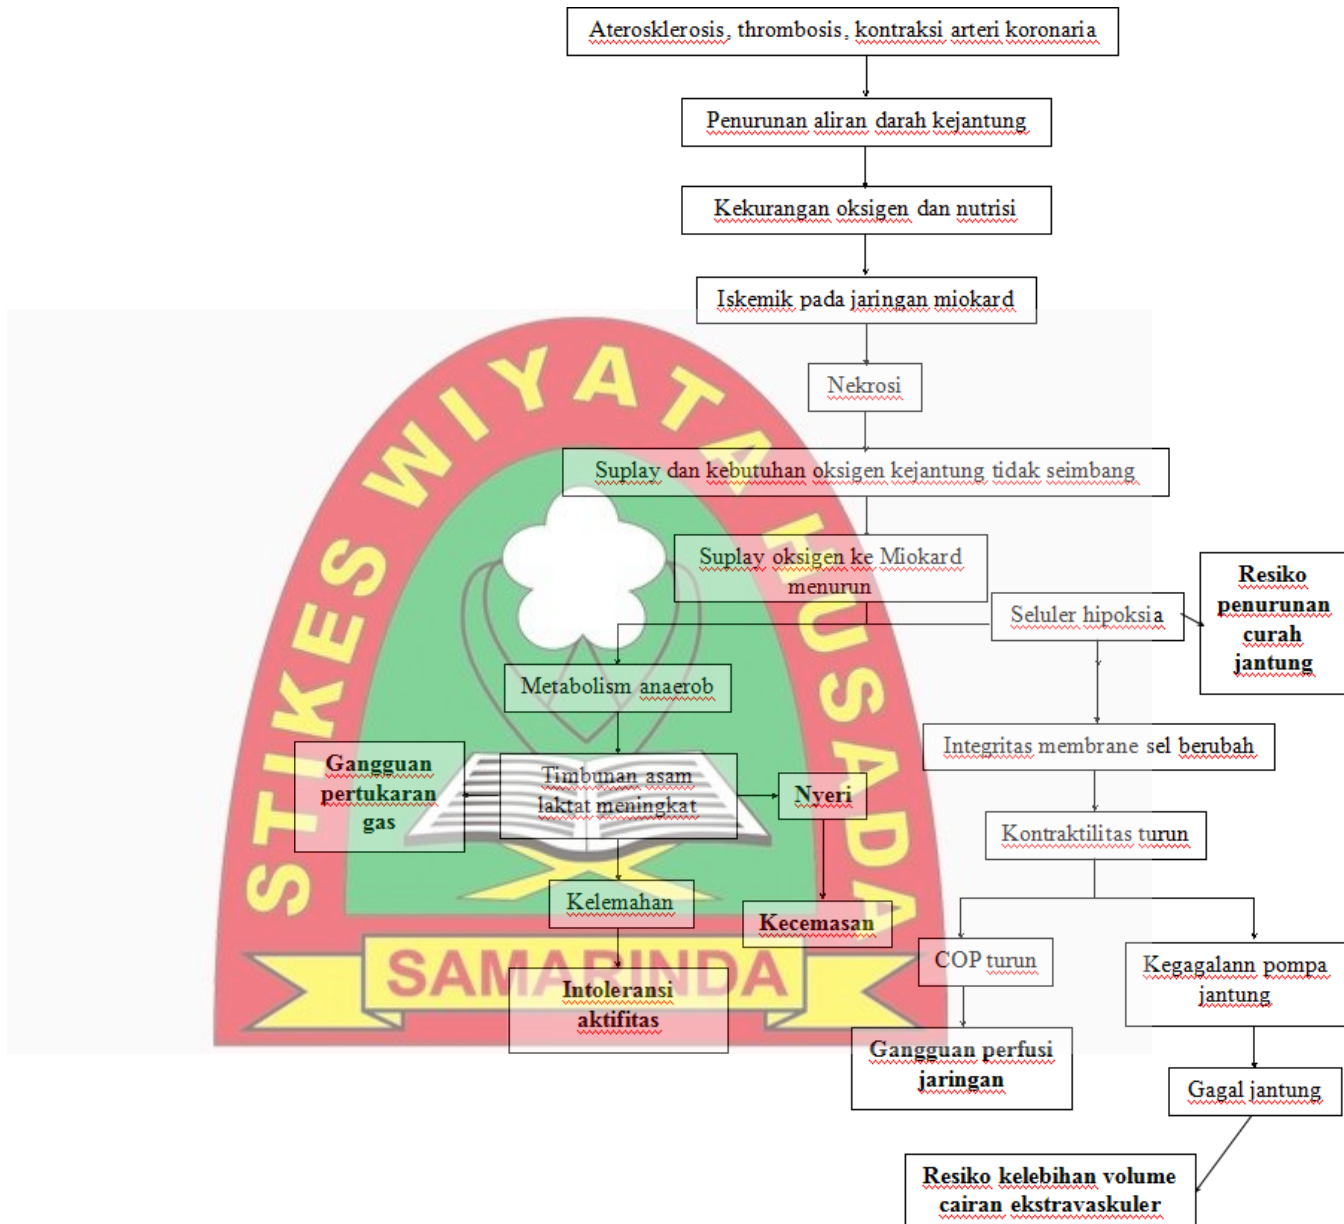 Aterosklerosis, thrombosis, kontraksi arteri koronaria
Penurunan aliran darah kejantung
Kekurangan oksigen dan nutrisi
Iskemik pada jaringan miokard
Nekrosi
Suplay dan kebutuhan oksigen kejantung tidak seimbang
Suplay oksigen ke Miokard
menurun
Seluler hipoksia
Resiko
penurunan
curah
jantung
Metabolism anaerob
Integritas membrane sel berubah
Gangguan
pertukaran
gas
Timbunan asam
laktat meningkat
Nyeri
Kontraktilitas turun
Kelemahan
Kecemasan
COP turun
Kegagalann pompa
jantung
Intoleransi
aktifitas
Gangguan perfusi
jaringan
Gagal jantung
Resiko kelebihan volume
cairan ekstravaskuler
STIKES WIYATA HUSADA
SAMARINDA